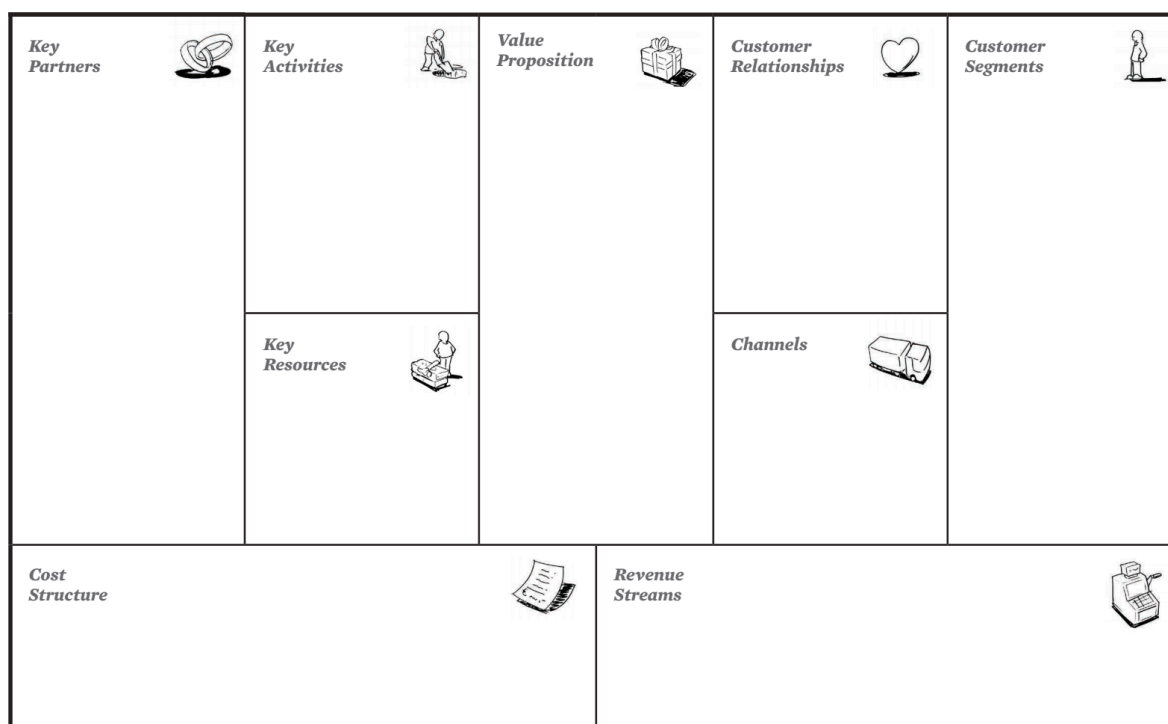 Key
Partners
Key
Activities
Value
Proposition
Customer
Relationships
Customer
Segments
Key
Resources
Channels
Cost
Structure
Revenue
Streams